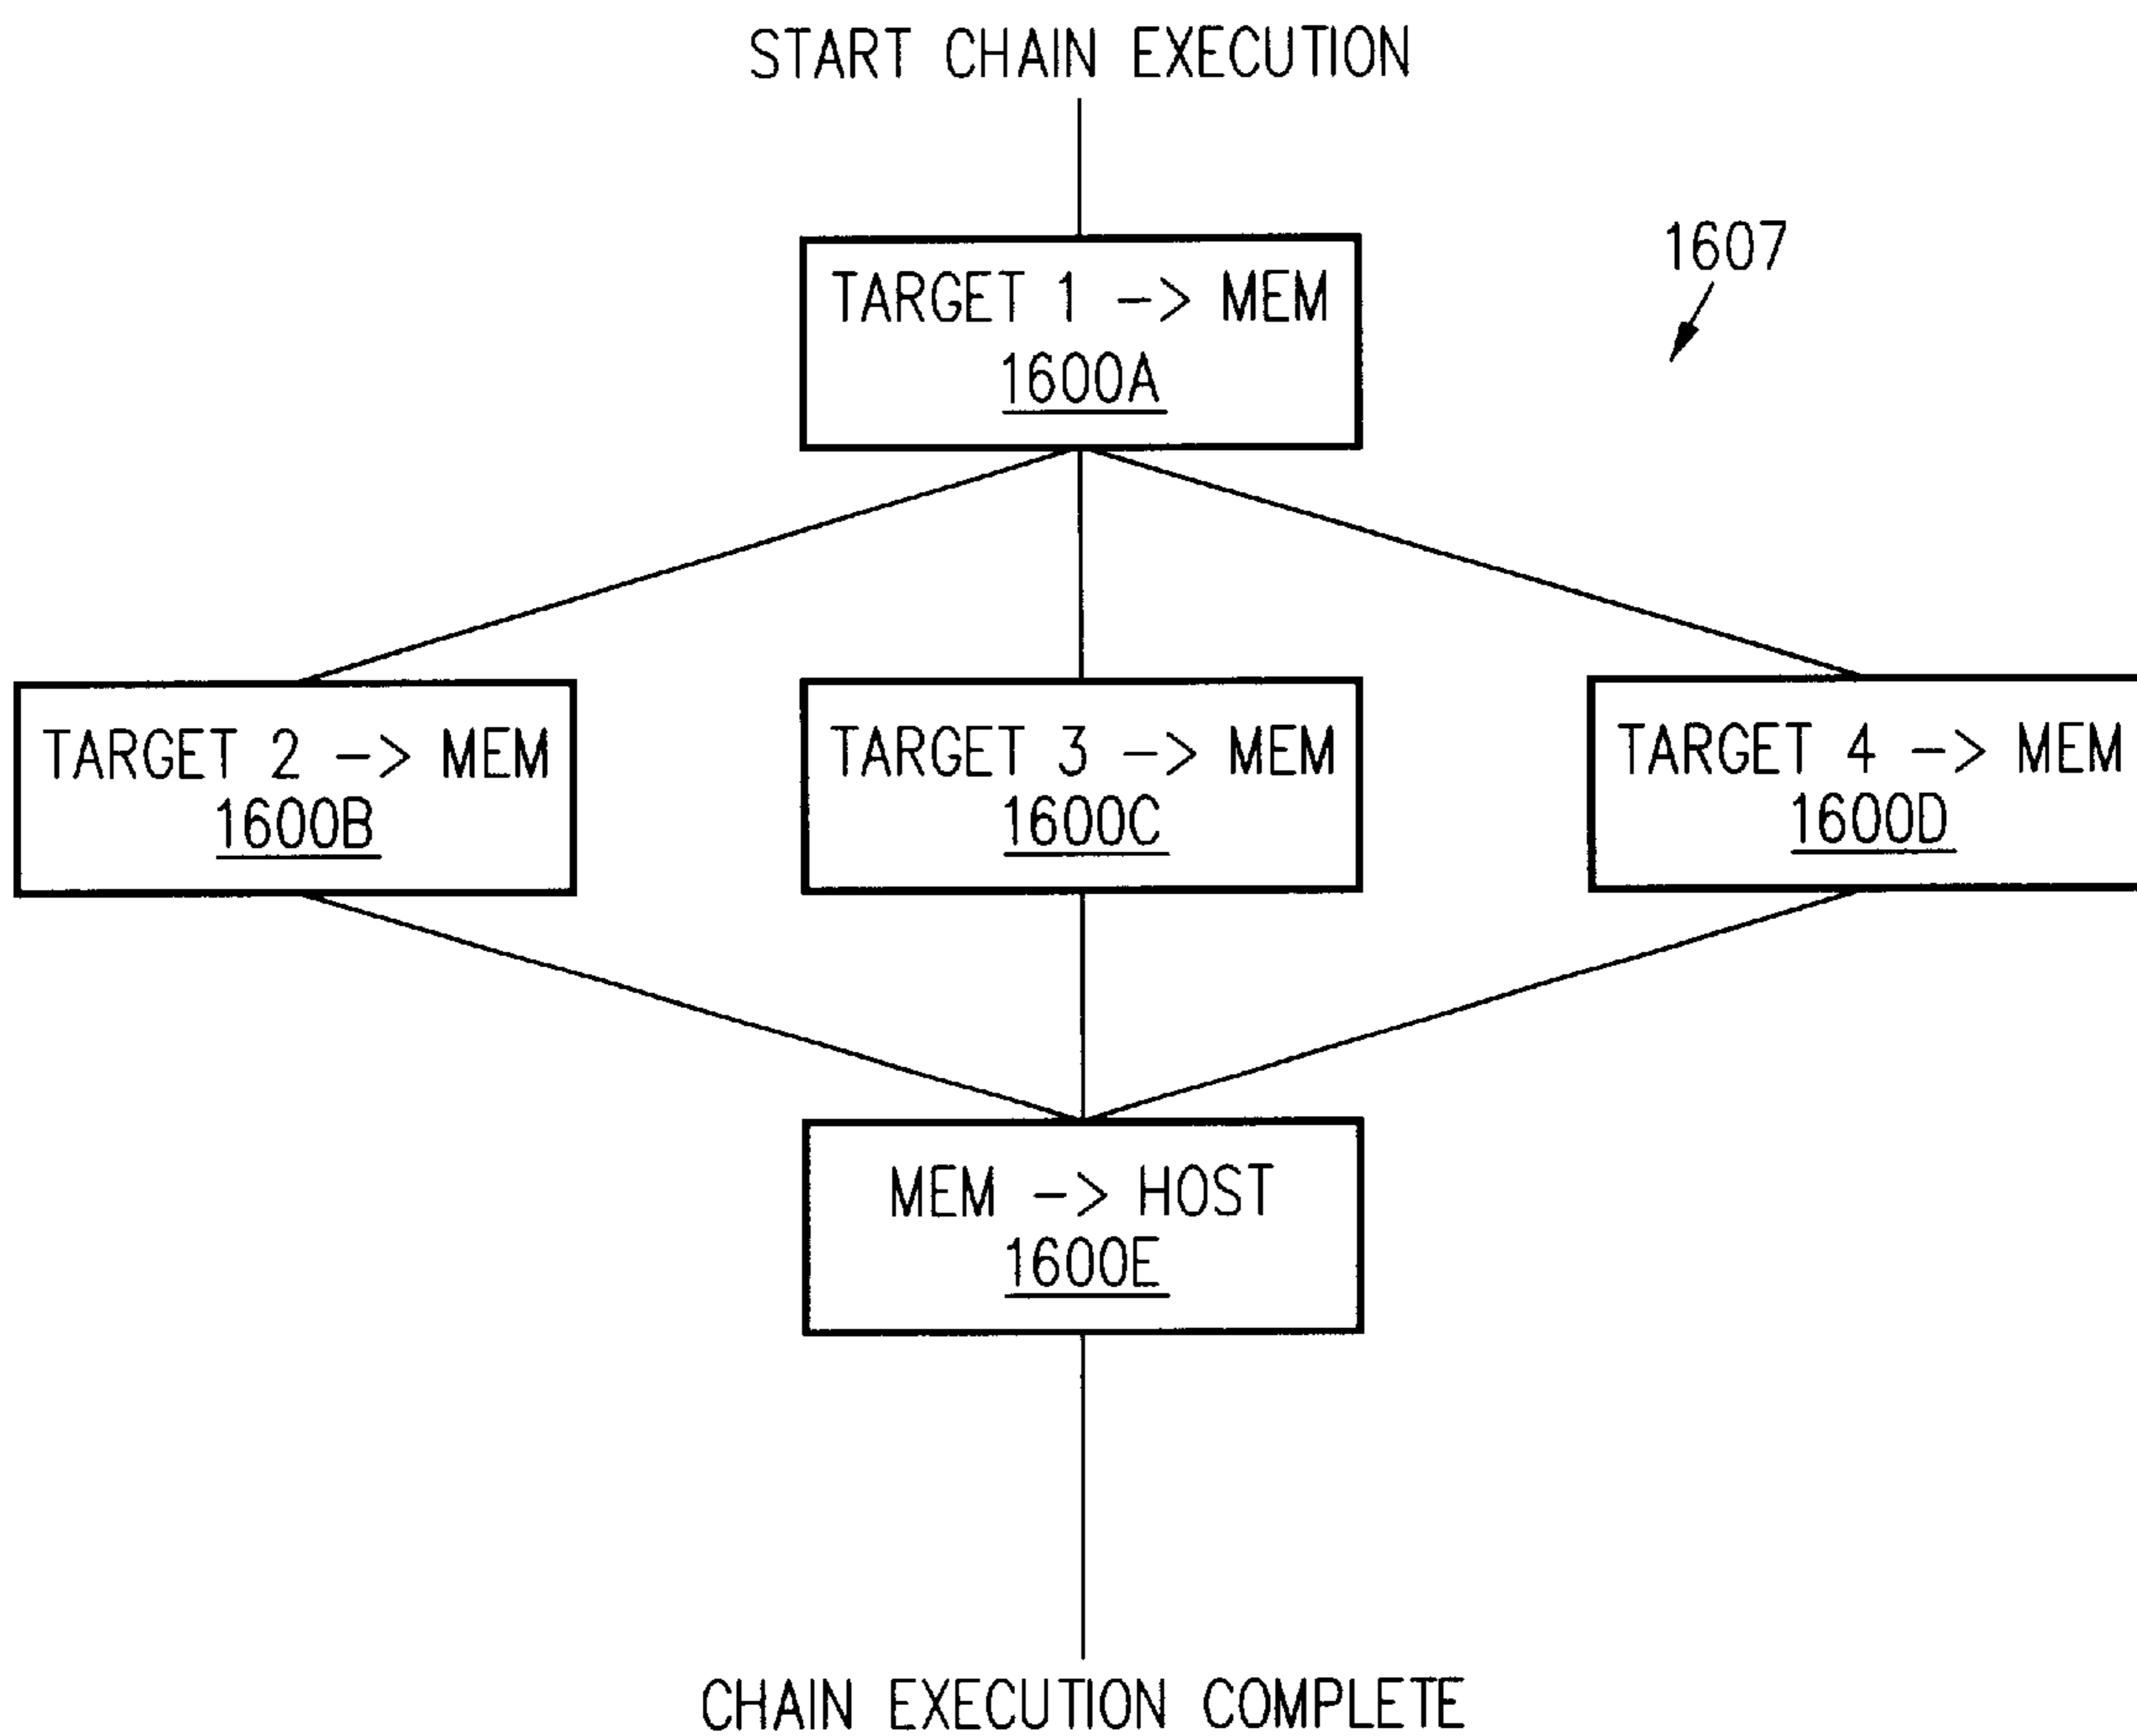 START CHAIN EXECUTION
1607
TARGET 1 -> MEM
1600A
TARGET 2 -> MEM
1600B
TARGET 3 -> MEM
1600C
TARGET 4 -> MEM
1600D
MEM -> HOST
1600E
CHAIN EXECUTION COMPLETE